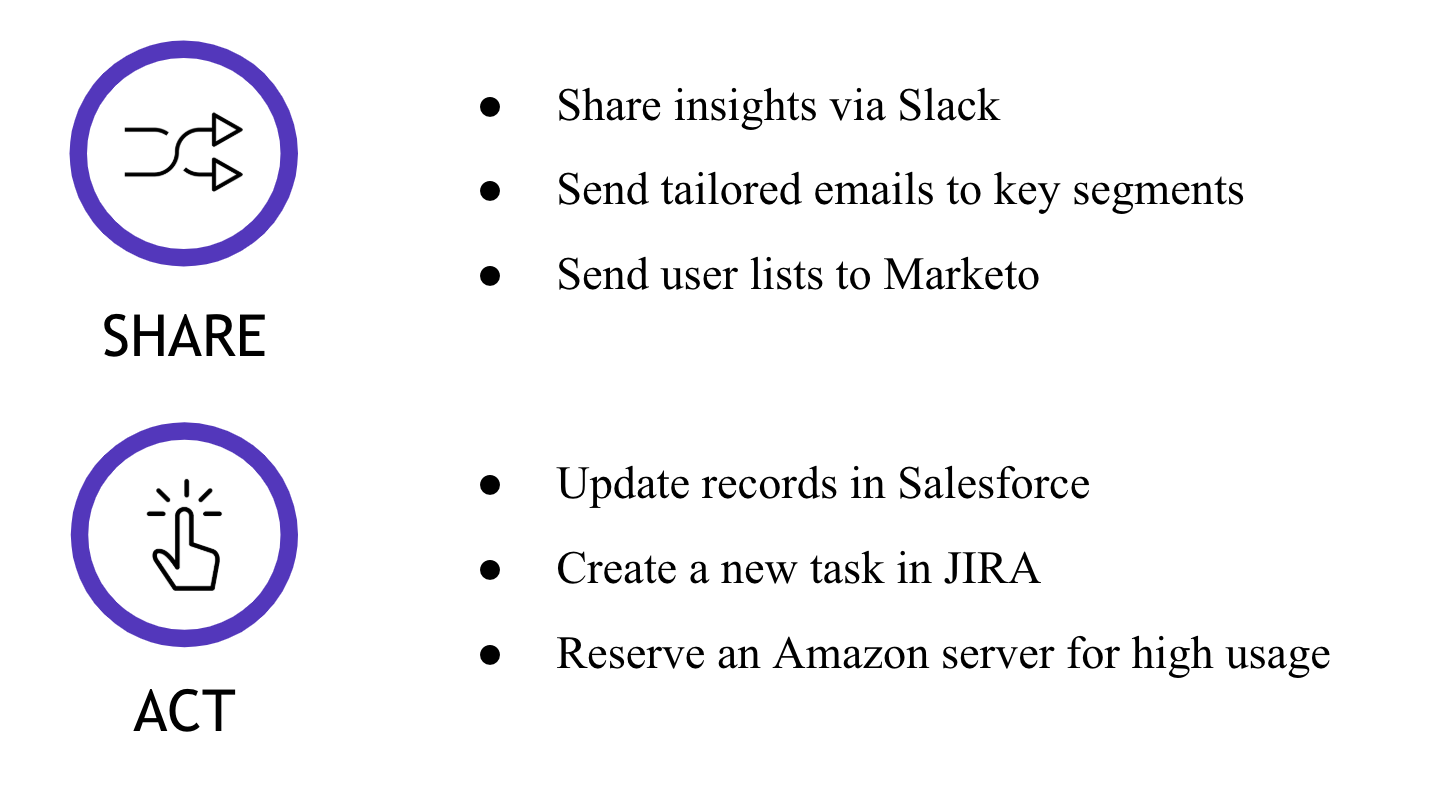 ● Share insights via Slack
● Send tailored emails to key segments
● Send user lists to Marketo
SHARE
● Update records in Salesforce
● Create a new task in JIRA
● Reserve an Amazon server for high usage
ACT